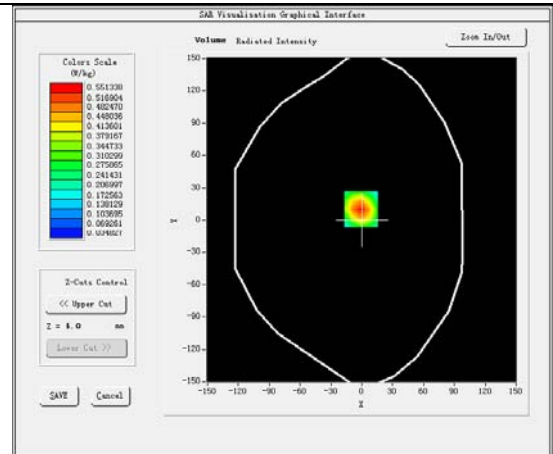 SAR Visualisation Graphical Interface
Volume Radiated Intensity
Zoom In/Out
Colors Scale
(W/kg)
0.551338
0.516904
0.482470
0.448036
0.413601
0.379167
0.344733
0.310299
0.275865
0.241431
0.206997
0.172563
0.138129
0.103695
0.069261
0.034827
150
120
90
60
30
0
-30
-60
-90
-120
-150
Y
-150 -120 -90 -60 -30 0 30 60 90 120 150
X
Z-Cuts Control
<< Upper Cut
Z = 4.0 mm
Lower Cut >>
SAVE Cancel